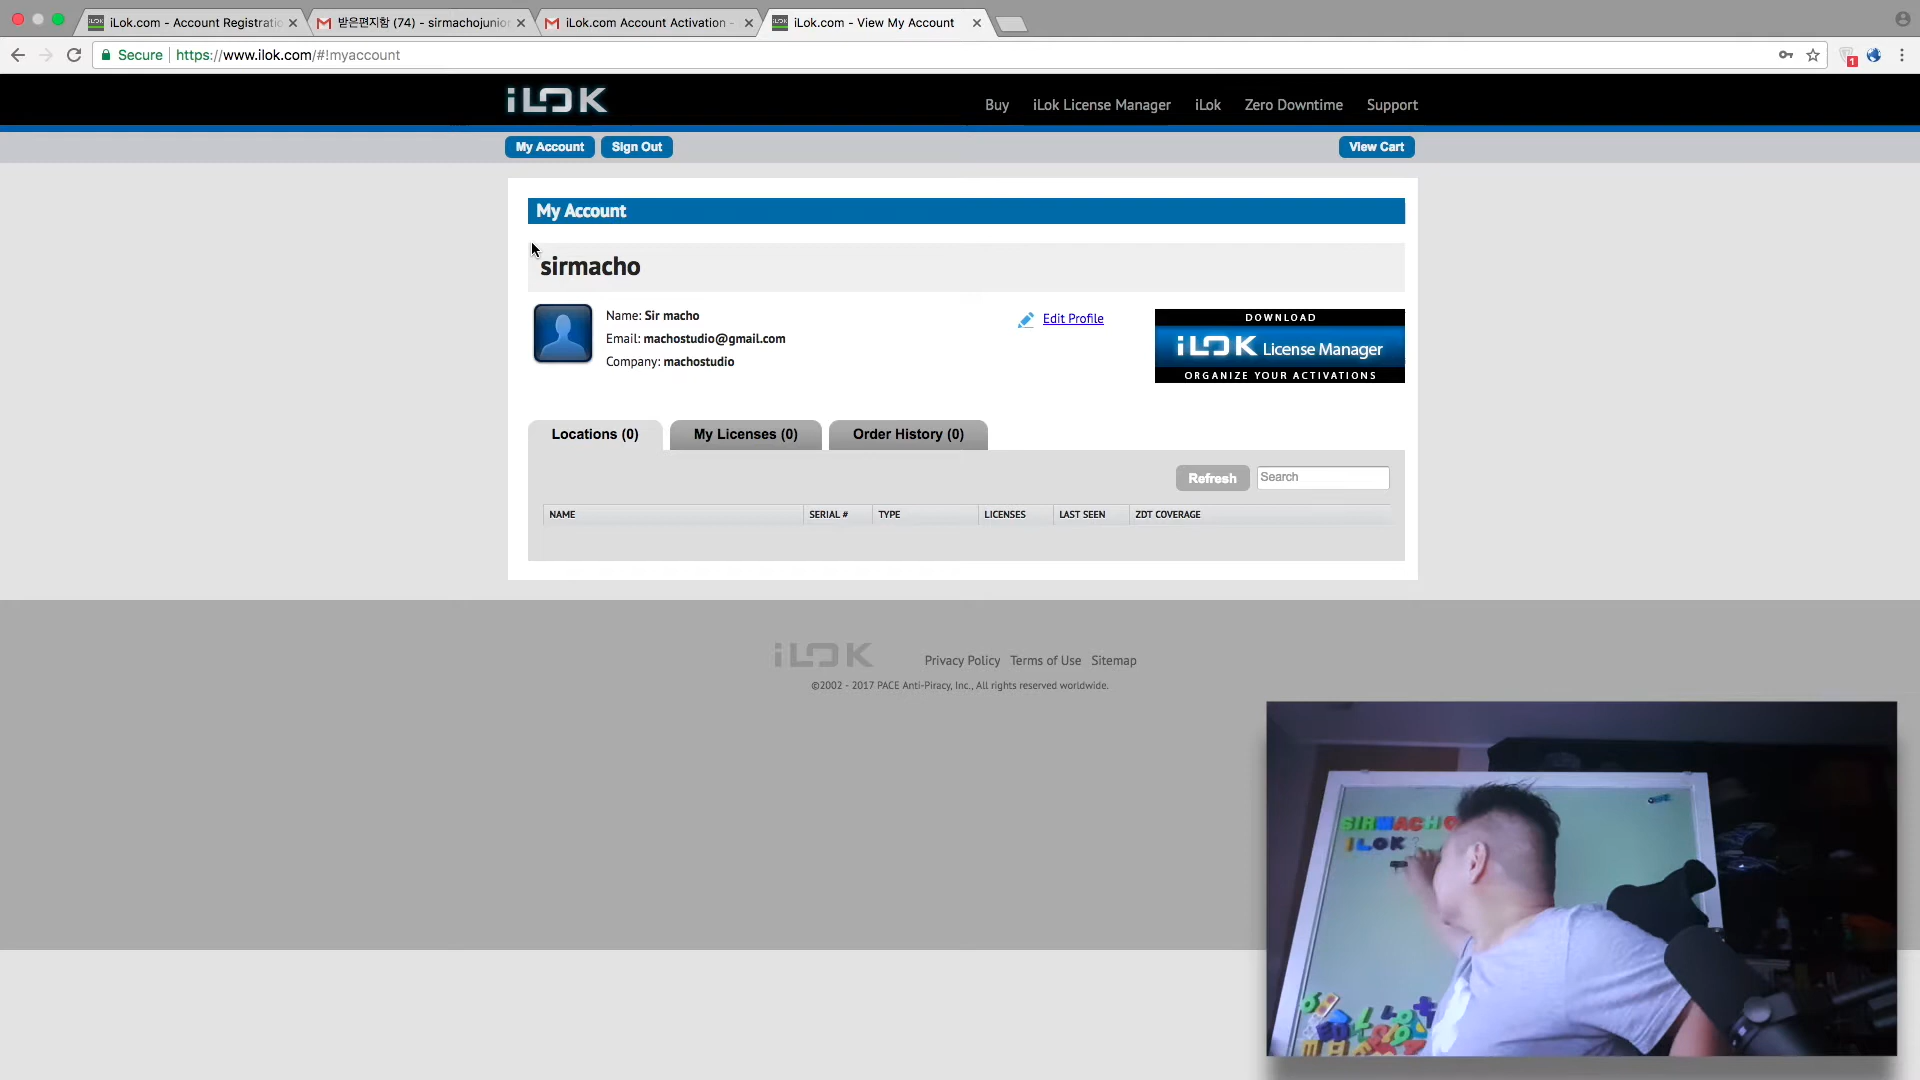 iLok.com - Account Registratio
받은편지함 (74) - sirmachojunior
iLok.com Account Activation -
iLok.com - View My Account
Secure
https://www.ilok.com/#!myaccount
1
iLOK
Buy
iLok License Manager
iLok
Zero Downtime
Support
My Account
Sign Out
View Cart
My Account
sirmacho
Name: Sir macho
Email: machostudio@gmail.com
Company: machostudio
Edit Profile
DOWNLOAD
iLOK License Manager
ORGANIZE YOUR ACTIVATIONS
Locations (0)
My Licenses (0)
Order History (0)
Refresh
Search
NAME
SERIAL #
TYPE
LICENSES
LAST SEEN
ZDT COVERAGE
iLOK
Privacy Policy
Terms of Use
Sitemap
©2002 - 2017 PACE Anti-Piracy, Inc., All rights reserved worldwide.
SIRMACHO
ILOK